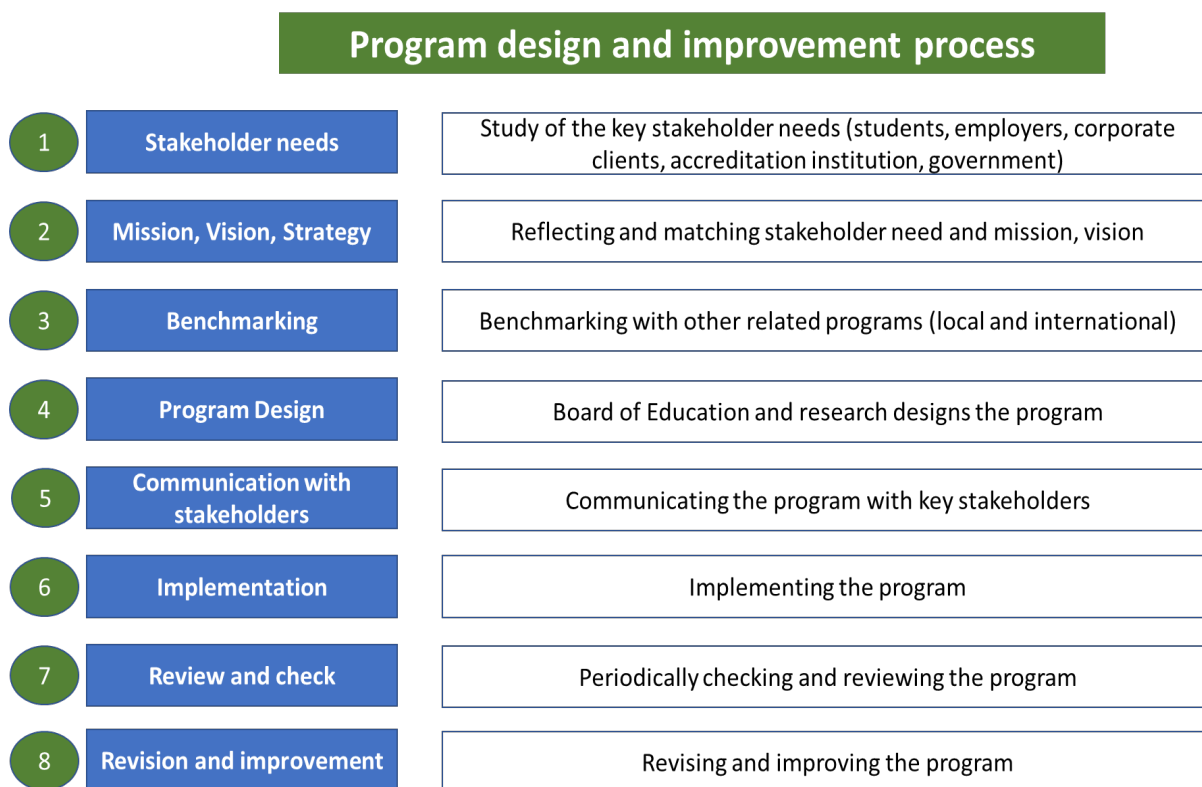 Program design and improvement process
1
Stakeholder needs
Study of the key stakeholder needs (students, employers, corporate
clients, accreditation institution, government)
2
Mission, Vision, Strategy
Reflecting and matching stakeholder need and mission, vision
3
Benchmarking
Benchmarking with other related programs (local and international)
4
Program Design
Board of Education and research designs the program
5
Communication with
stakeholders
Communicating the program with key stakeholders
6
Implementation
Implementing the program
7
Review and check
Periodically checking and reviewing the program
8
Revision and improvement
Revising and improving the program